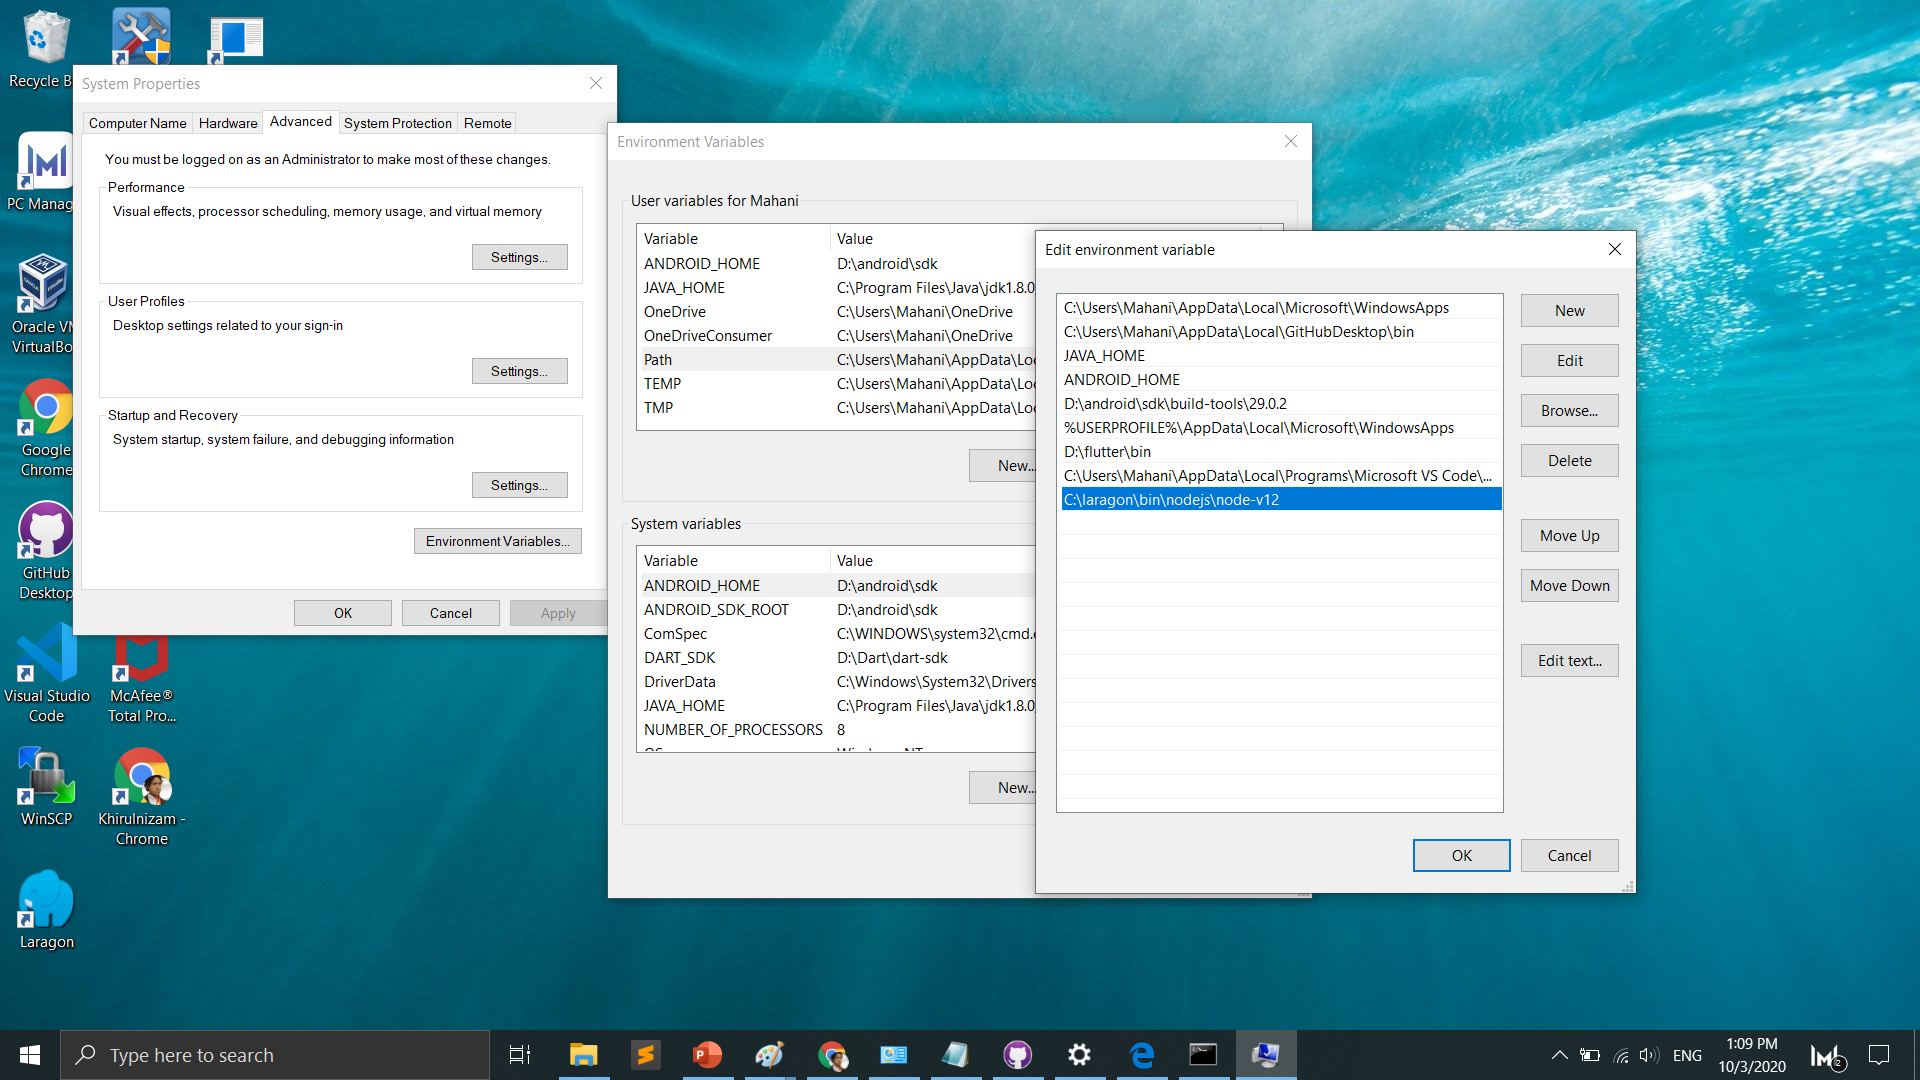 Recycle B
PC Manag
Oracle VM
VirtualBo
Google
Chrome
GitHub
Desktop
Visual Studio
Code
McAfee®
Total Pro...
WinSCP
Khirulnizam -
Chrome
Laragon
System Properties
Computer Name
Hardware
Advanced
System Protection
Remote
You must be logged on as an Administrator to make most of these changes.
Performance
Visual effects, processor scheduling, memory usage, and virtual memory
Settings...
User Profiles
Desktop settings related to your sign-in
Settings...
Startup and Recovery
System startup, system failure, and debugging information
Settings...
Environment Variables...
OK
Cancel
Apply
Environment Variables
User variables for Mahani
Variable Value
ANDROID_HOME D:\android\sdk
JAVA_HOME C:\Program Files\Java\jdk1.8.0
OneDrive C:\Users\Mahani\OneDrive
OneDriveConsumer C:\Users\Mahani\OneDrive
Path C:\Users\Mahani\AppData\Loc
TEMP C:\Users\Mahani\AppData\Loc
TMP C:\Users\Mahani\AppData\Loc
New...
System variables
Variable Value
ANDROID_HOME D:\android\sdk
ANDROID_SDK_ROOT D:\android\sdk
ComSpec C:\WINDOWS\system32\cmd.e
DART_SDK D:\Dart\dart-sdk
DriverData C:\Windows\System32\Drivers
JAVA_HOME C:\Program Files\Java\jdk1.8.0
NUMBER_OF_PROCESSORS 8
New...
Edit environment variable
C:\Users\Mahani\AppData\Local\Microsoft\WindowsApps
C:\Users\Mahani\AppData\Local\GitHubDesktop\bin
JAVA_HOME
ANDROID_HOME
D:\android\sdk\build-tools\29.0.2
%USERPROFILE%\AppData\Local\Microsoft\WindowsApps
D:\flutter\bin
C:\Users\Mahani\AppData\Local\Programs\Microsoft VS Code\...
C:\laragon\bin\nodejs\node-v12
New
Edit
Browse...
Delete
Move Up
Move Down
Edit text...
OK
Cancel
Type here to search
ENG
1:09 PM
10/3/2020
2